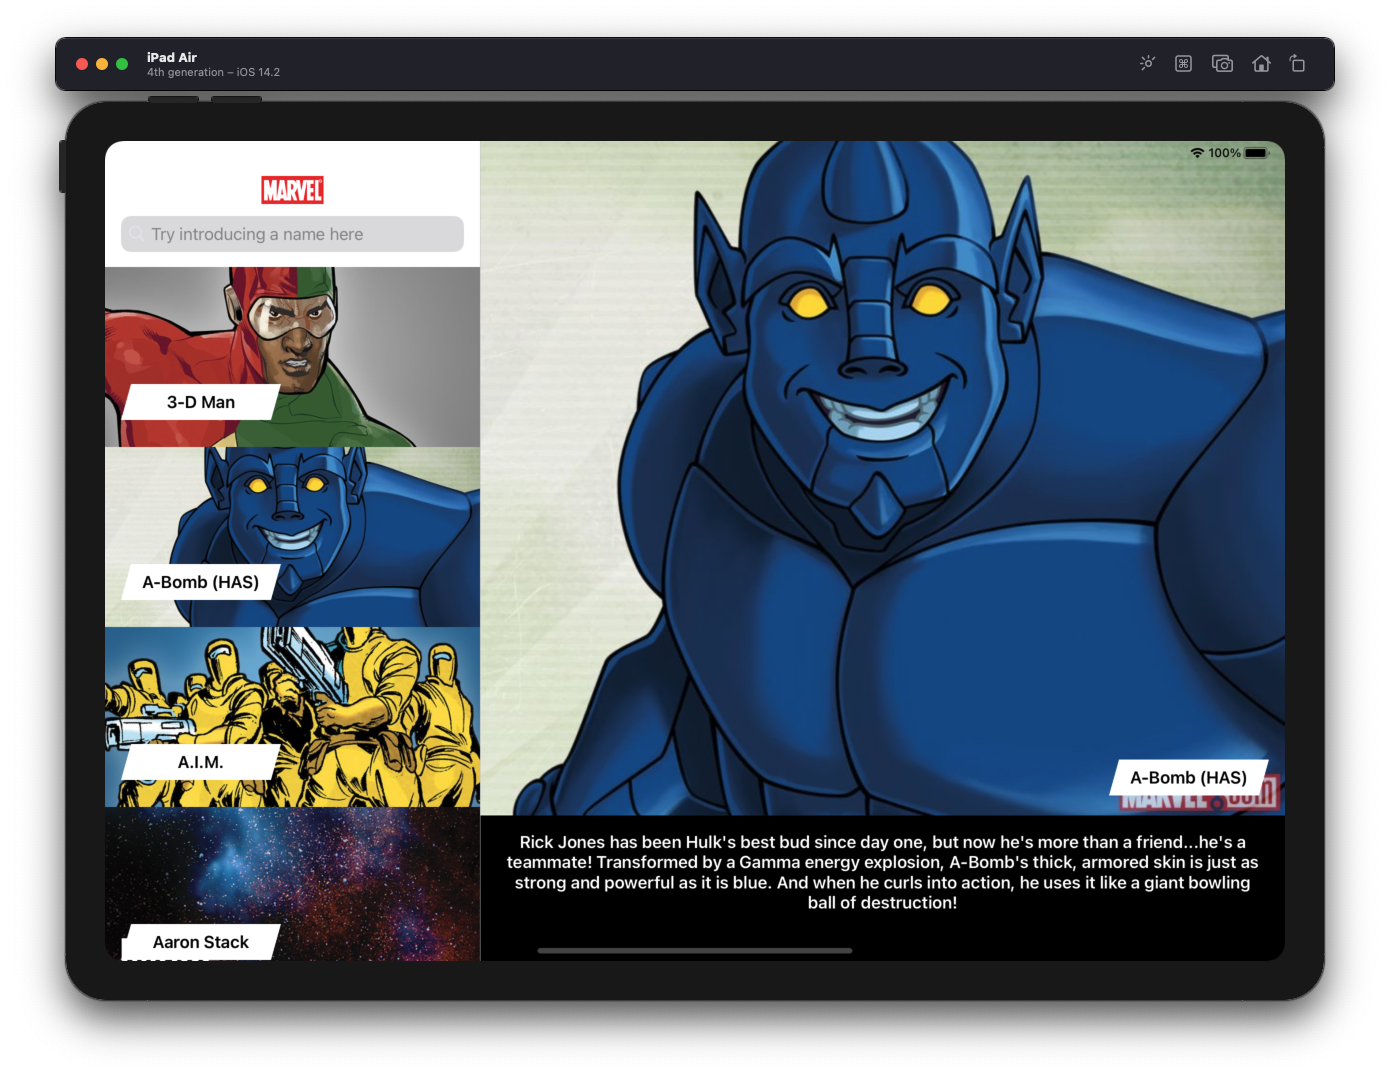 iPad Air
4th generation – iOS 14.2
100%
MARVEL
Try introducing a name here
3-D Man
A-Bomb (HAS)
A.I.M.
Aaron Stack
A-Bomb (HAS)
MARVEL.com
Rick Jones has been Hulk's best bud since day one, but now he's more than a friend...he's a
teammate! Transformed by a Gamma energy explosion, A-Bomb's thick, armored skin is just as
strong and powerful as it is blue. And when he curls into action, he uses it like a giant bowling
ball of destruction!